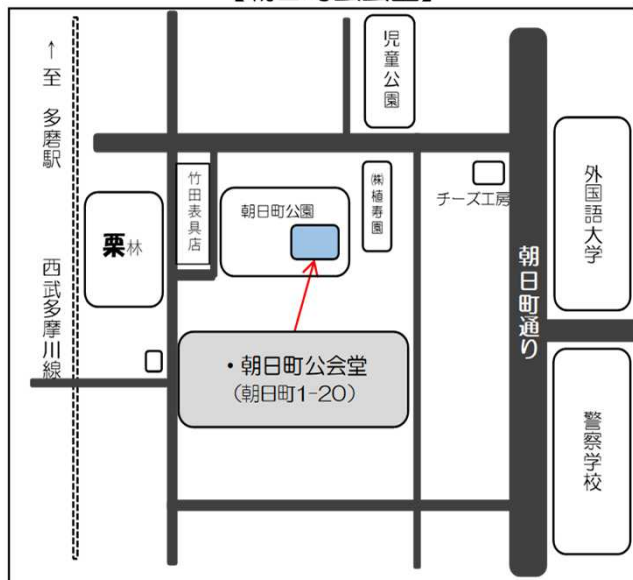 ↑至 多磨駅
西武多摩川線
児童公園
竹田表具店
朝日町公園
㈱植寿園
チーズ工房
外国語大学
栗林
朝日町通り
・朝日町公会堂
(朝日町1-20)
警察学校